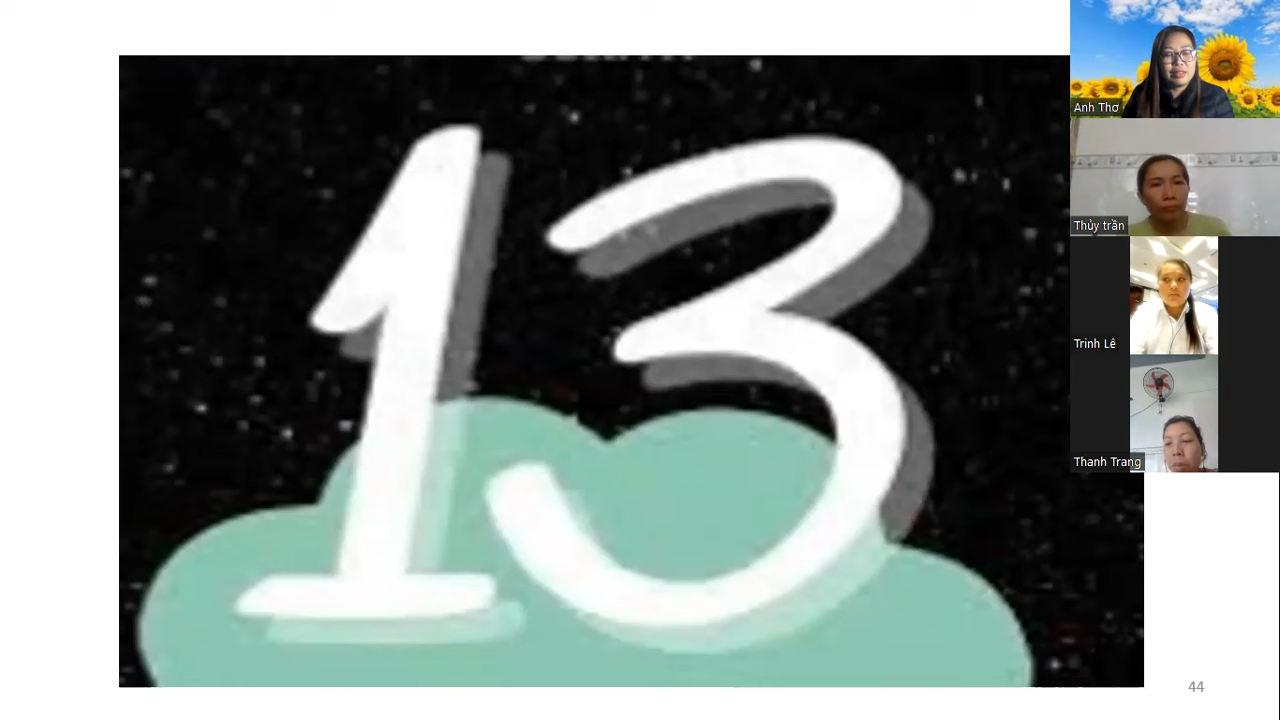 13
Anh Thơ
Thủy trần
Trinh Lê
Thanh Trang
44